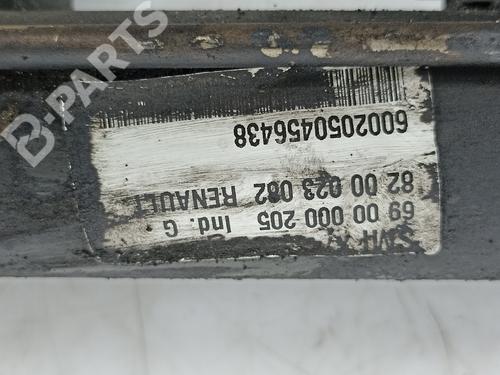 B-PARTS
69 00 000 205 Ind. G
82 00 023 082 RENAULT
6002050456438